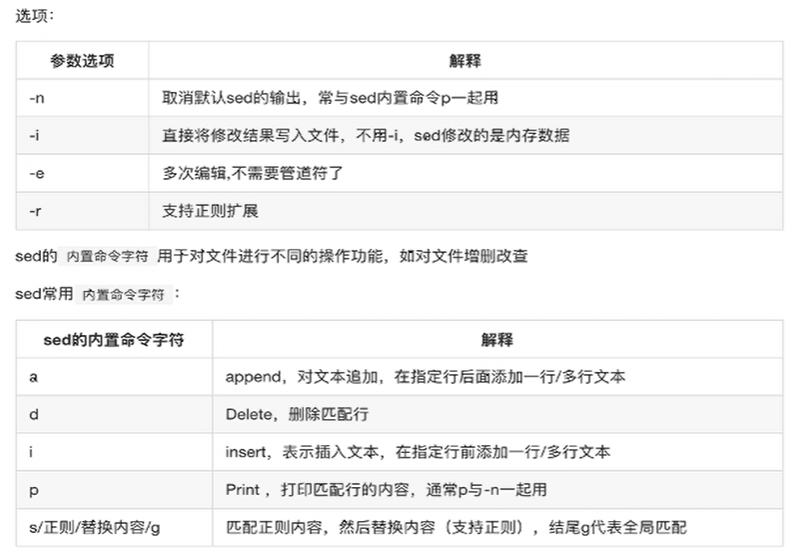 选项：
参数选项 解释
-n 取消默认sed的输出，常与sed内置命令p一起用
-i 直接将修改结果写入文件，不用-i，sed修改的是内存数据
-e 多次编辑,不需要管道符了
-r 支持正则扩展
sed的 内置命令字符 用于对文件进行不同的操作功能，如对文件增删改查
sed常用 内置命令字符 ：
sed的内置命令字符 解释
a append，对文本追加，在指定行后面添加一行/多行文本
d Delete，删除匹配行
i insert，表示插入文本，在指定行前添加一行/多行文本
p Print ，打印匹配行的内容，通常p与-n一起用
s/正则/替换内容/g 匹配正则内容，然后替换内容（支持正则），结尾g代表全局匹配